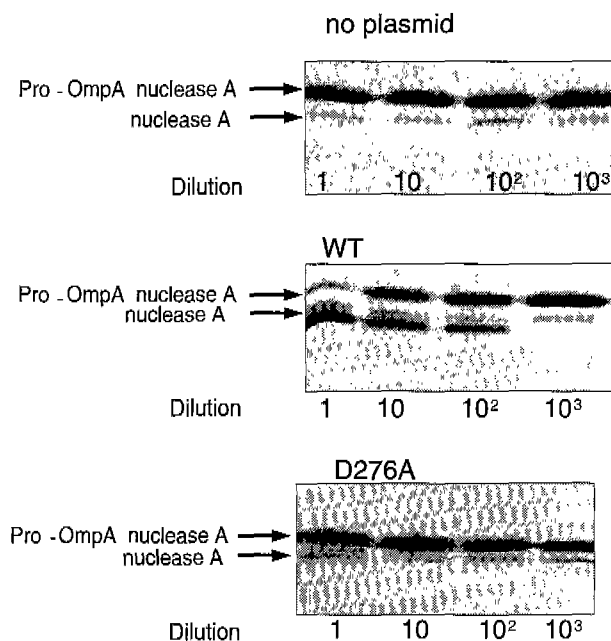 no plasmid
Pro - OmpA nuclease A
nuclease A
Dilution 1 10 10² 10³
WT
Pro - OmpA nuclease A
nuclease A
Dilution 1 10 10² 10³
D276A
Pro - OmpA nuclease A
nuclease A
Dilution 1 10 10² 10³